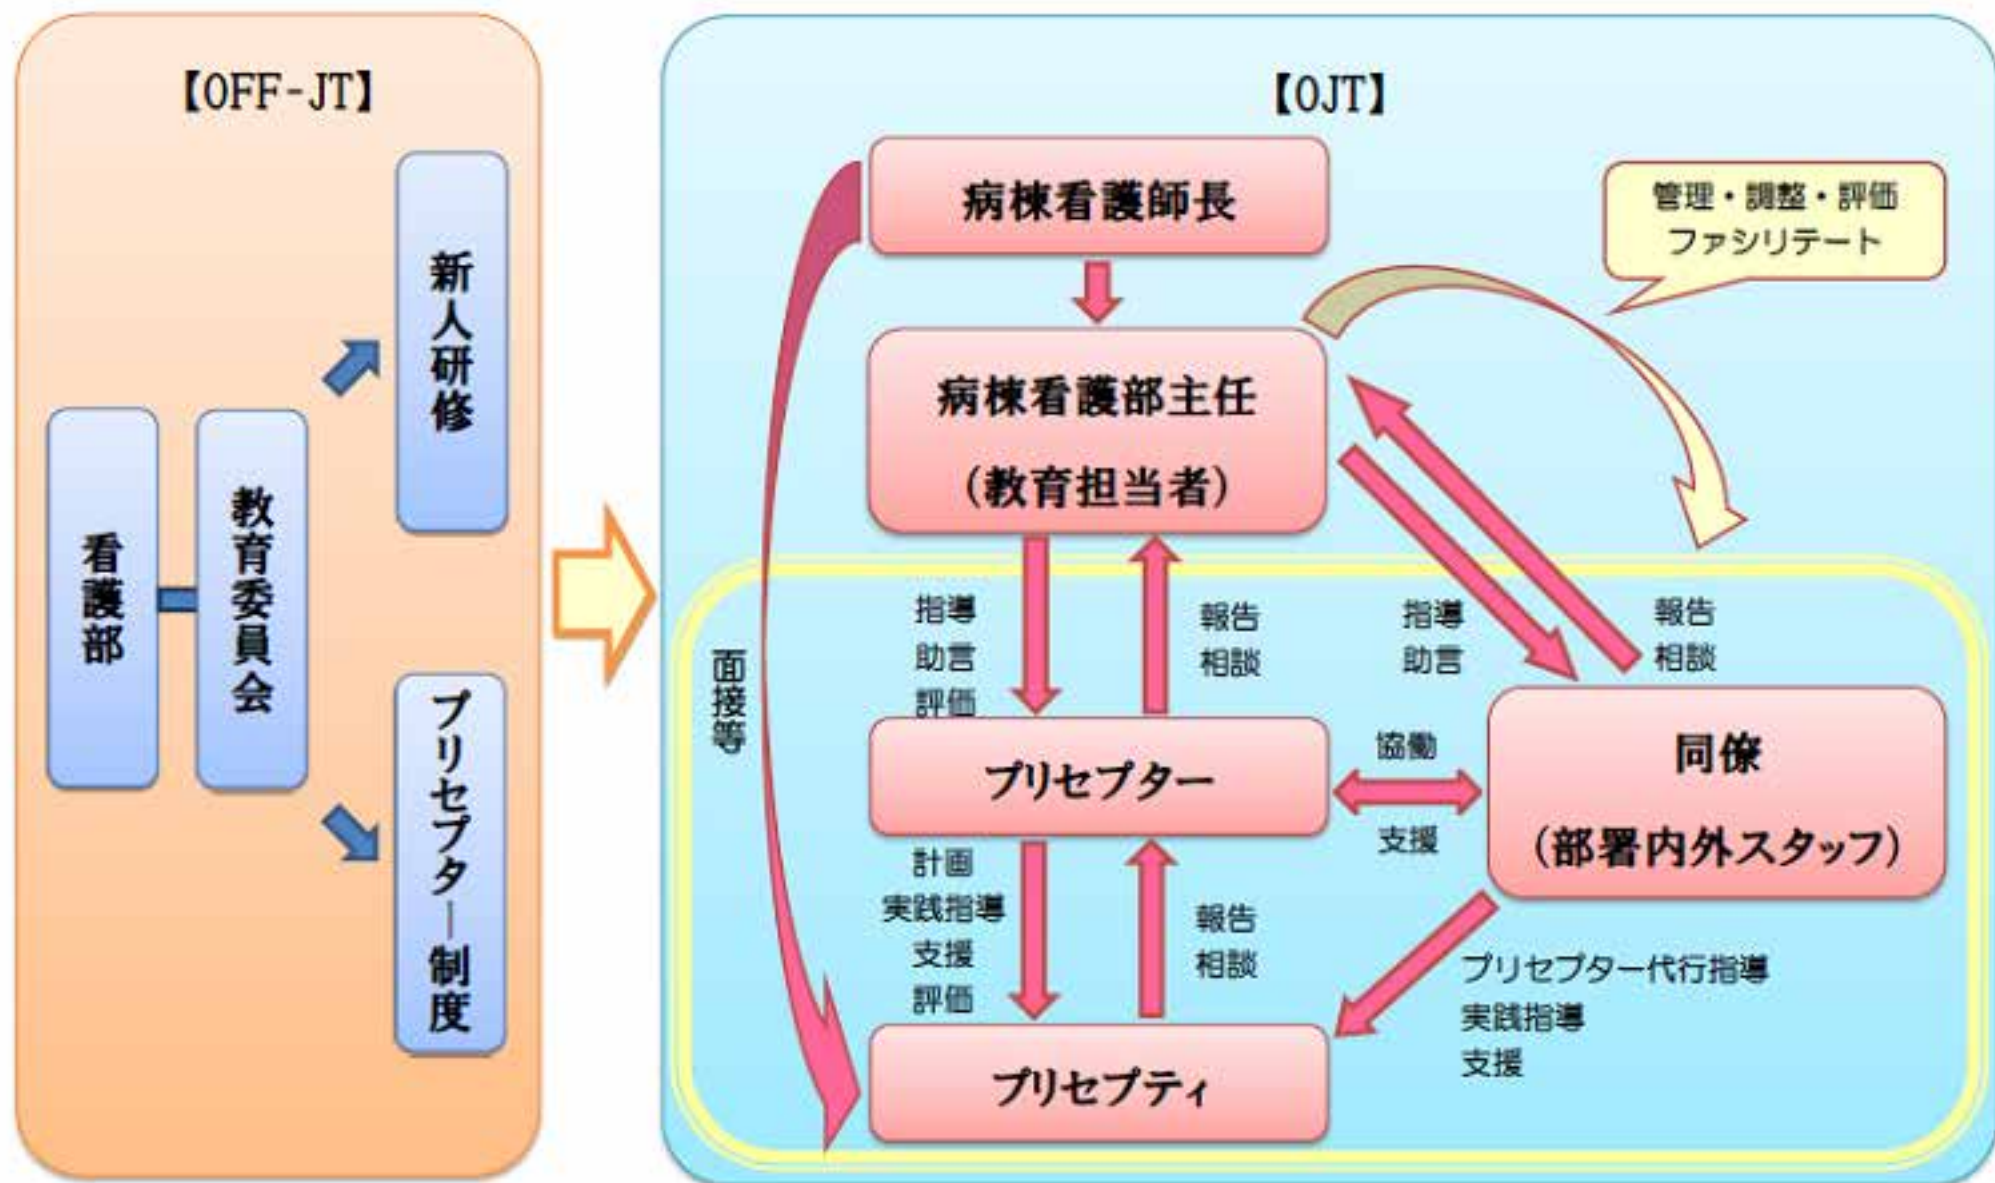 【OFF-JT】
看護部
教育委員会
新人研修
プリセプター制度
【OJT】
病棟看護師長
管理・調整・評価
ファシリテート
病棟看護部主任
（教育担当者）
面接等
指導
助言
評価
報告
相談
指導
助言
報告
相談
プリセプター
協働
支援
同僚
（部署内外スタッフ）
計画
実践指導
支援
評価
報告
相談
プリセプター代行指導
実践指導
支援
プリセプティ